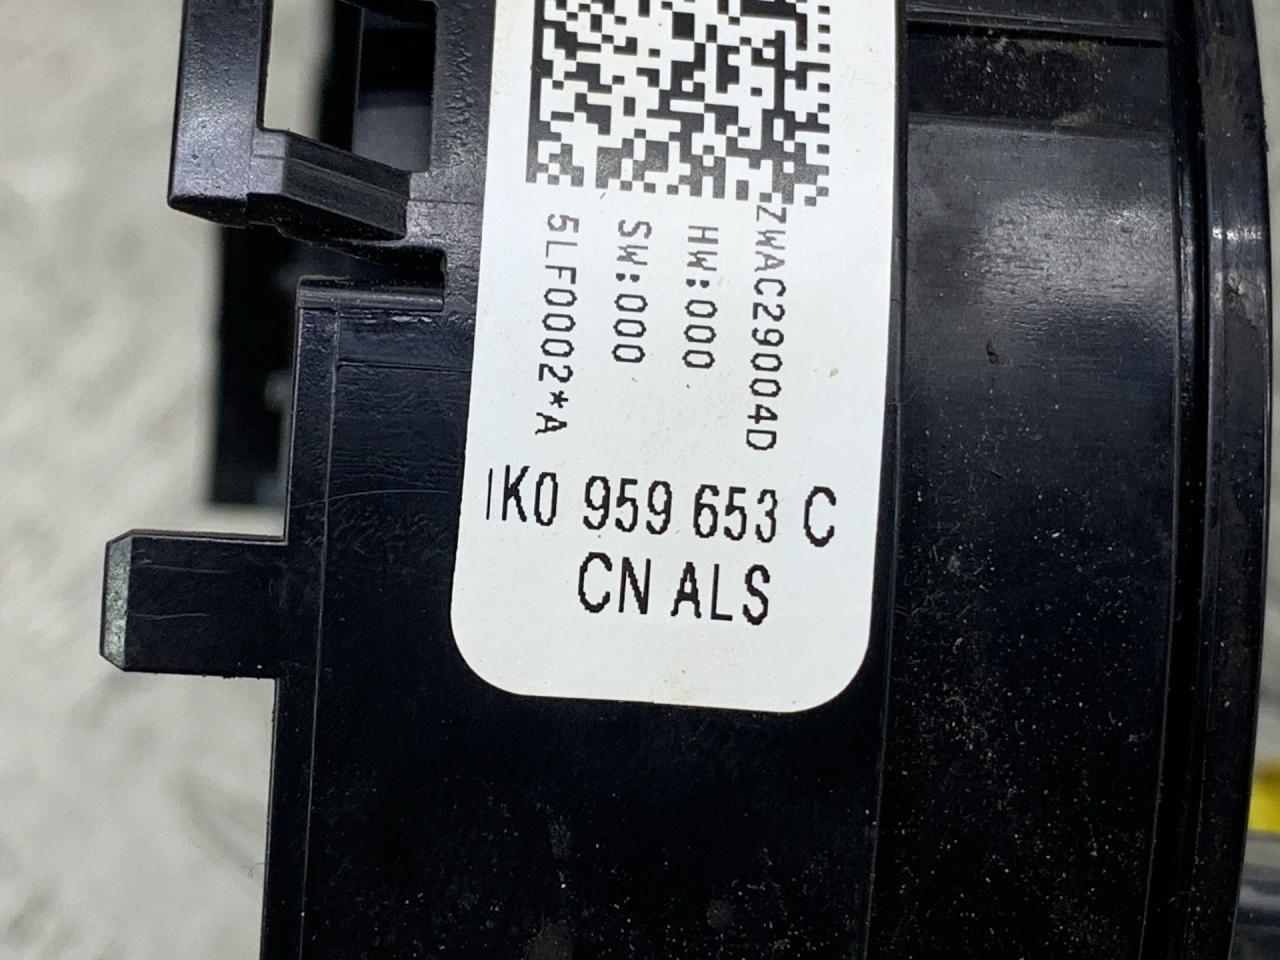 ZWAC29004D
HW:000
SW:000
5LF0002*A
1K0 959 653 C
CN ALS